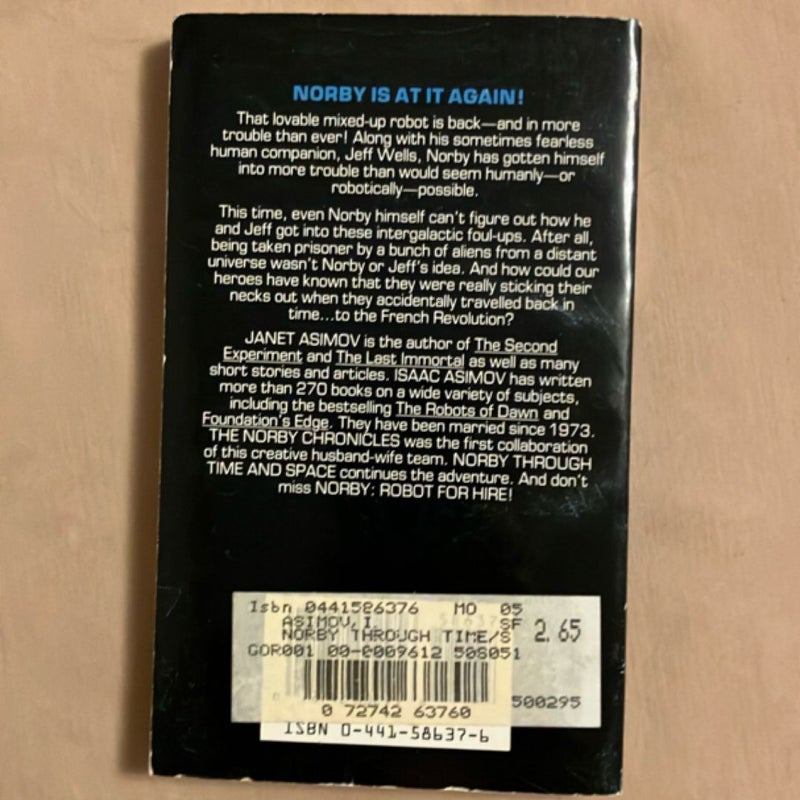 NORBY IS AT IT AGAIN!
That lovable mixed-up robot is back—and in more
trouble than ever! Along with his sometimes fearless
human companion, Jeff Wells, Norby has gotten himself
into more trouble than would seem humanly—or
robotically—possible.
This time, even Norby himself can't figure out how he
and Jeff got into these intergalactic foul-ups. After all,
being taken prisoner by a bunch of aliens from a distant
universe wasn't Norby or Jeff's idea. And how could our
heroes have known that they were really sticking their
necks out when they accidentally travelled back in
time...to the French Revolution?
JANET ASIMOV is the author of The Second
Experiment and The Last Immortal as well as many
short stories and articles. ISAAC ASIMOV has written
more than 270 books on a wide variety of subjects,
including the bestselling The Robots of Dawn and
Foundation's Edge. They have been married since 1973.
THE NORBY CHRONICLES was the first collaboration
of this creative husband-wife team. NORBY THROUGH
TIME AND SPACE continues the adventure. And don't
miss NORBY: ROBOT FOR HIRE!
Isbn 0441586376 MO 05
ASIMOV, I. SF 2.65
NORBY THROUGH TIME/S
GOR001 00-0009612 50S051
500295
0 72742 63760
ISBN 0-441-58637-6